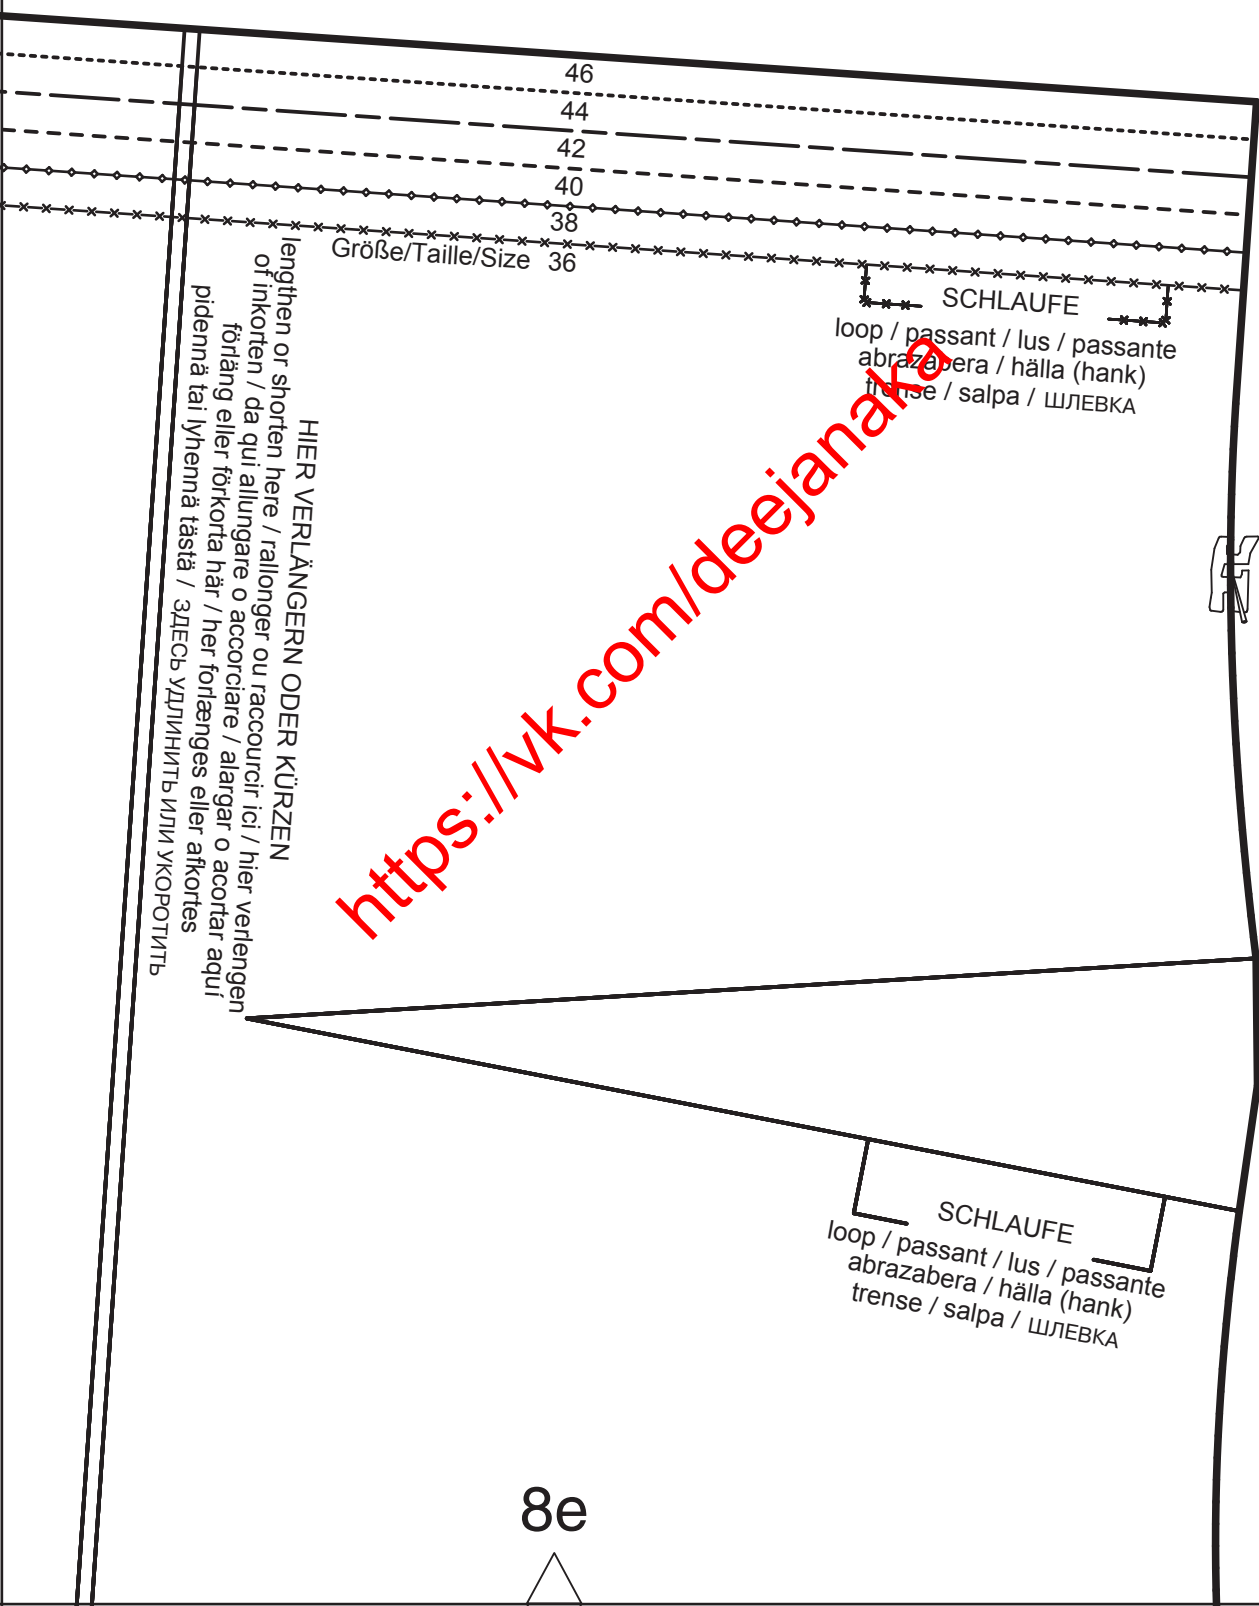 46
44
42
40
38
Größe/Taille/Size 36
SCHLAUFE
loop / passant / lus / passante
abrazabera / hälla (hank)
trense / salpa / ШЛЕВКА
HIER VERLÄNGERN ODER KÜRZEN
lengthen or shorten here / rallonger ou raccourcir ici / hier verlengen
of inkorten / da qui allungare o accorciare / alargar o acortar aquí
förläng eller förkorta här / her forlænges eller afkortes
pidennä tai lyhennä tästä / ЗДЕСЬ УДЛИНИТЬ ИЛИ УКОРОТИТЬ
https://vk.com/deejanaka
SCHLAUFE
loop / passant / lus / passante
abrazabera / hälla (hank)
trense / salpa / ШЛЕВКА
8e